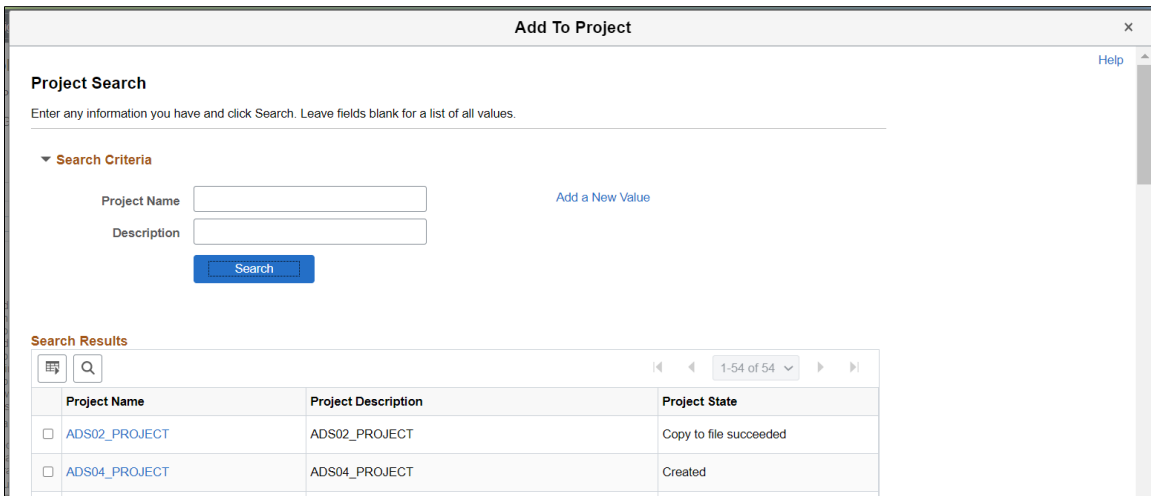 Add To Project
×
Help
Project Search
Enter any information you have and click Search. Leave fields blank for a list of all values.
Search Criteria
Project Name
Add a New Value
Description
Search
Search Results
1-54 of 54
Project Name Project Description Project State
ADS02_PROJECT ADS02_PROJECT Copy to file succeeded
ADS04_PROJECT ADS04_PROJECT Created